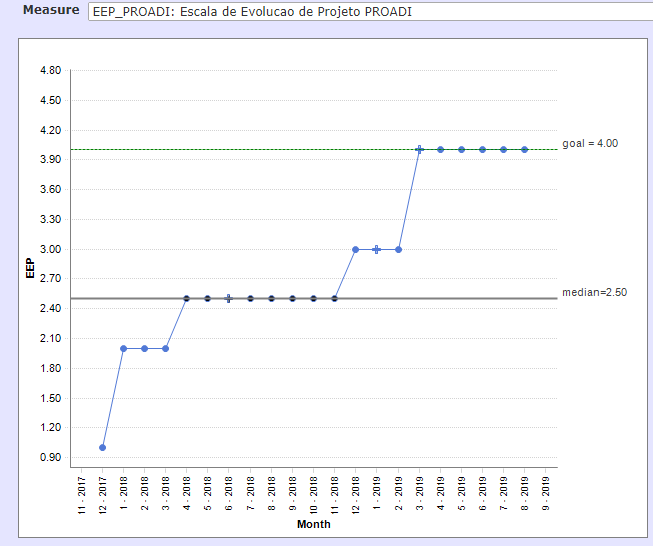 Measure EEP_PROADI: Escala de Evolucao de Projeto PROADI
4.80
4.50
4.20
goal = 4.00
3.90
3.60
3.30
3.00
EEP
2.70
median=2.50
2.40
2.10
1.80
1.50
1.20
0.90
11 - 2017
12 - 2017
1 - 2018
2 - 2018
3 - 2018
4 - 2018
5 - 2018
6 - 2018
7 - 2018
8 - 2018
9 - 2018
10 - 2018
11 - 2018
12 - 2018
1 - 2019
2 - 2019
3 - 2019
4 - 2019
5 - 2019
6 - 2019
7 - 2019
8 - 2019
9 - 2019
Month